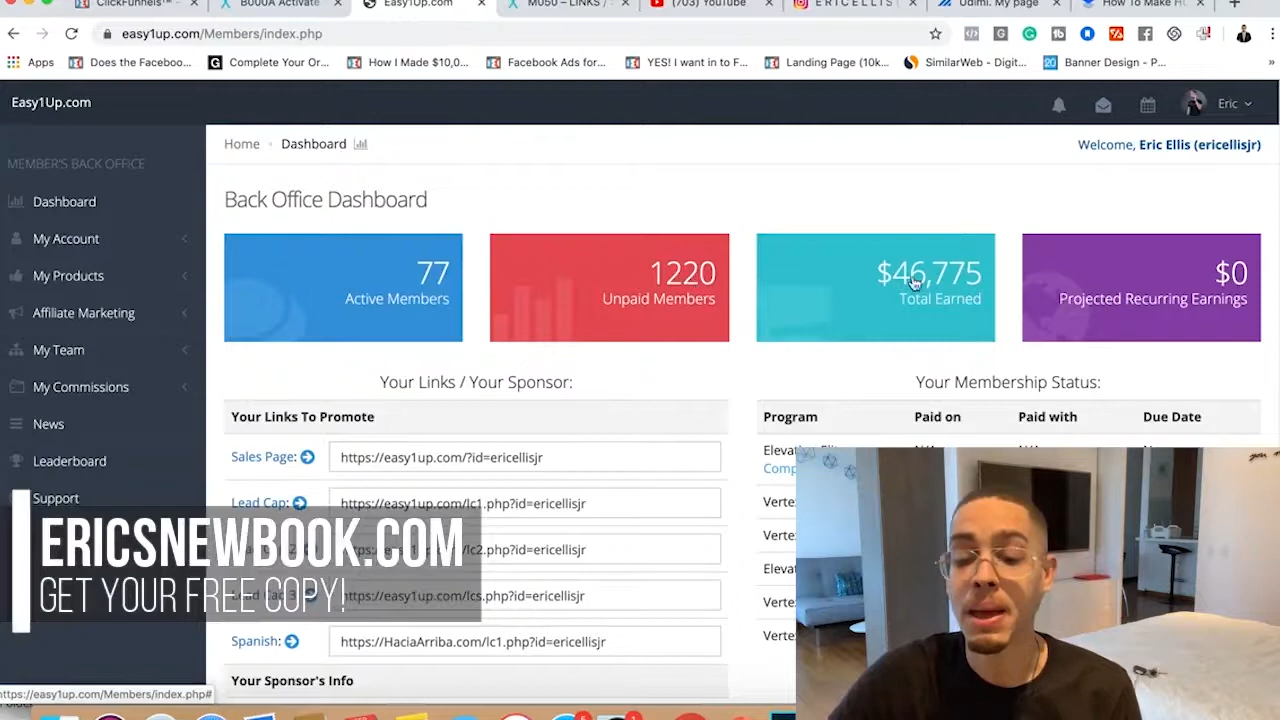 ClickFunnels™ -
B000A Activate
Easy1Up.com
M050 – LINKS /
(703) YouTube
E R I C E L L I S
Udimi. My page
How To Make
easy1up.com/Members/index.php
Apps
Does the Faceboo...
Complete Your Or...
How I Made $10,0...
Facebook Ads for...
YES! I want in to F...
Landing Page (10k...
SimilarWeb - Digit...
Banner Design - P...
»
Easy1Up.com
Eric
MEMBER'S BACK OFFICE
Home
Dashboard
Welcome, Eric Ellis (ericellisjr)
Dashboard
My Account
My Products
Affiliate Marketing
My Team
My Commissions
News
Leaderboard
Support
Back Office Dashboard
77
Active Members
1220
Unpaid Members
$46,775
Total Earned
$0
Projected Recurring Earnings
Your Links / Your Sponsor:
Your Links To Promote
Sales Page:
https://easy1up.com/?id=ericellisjr
Lead Cap:
https://easy1up.com/lc1.php?id=ericellisjr
https://easy1up.com/lc2.php?id=ericellisjr
Lead Cap 3:
https://easy1up.com/lcs.php?id=ericellisjr
Spanish:
https://HaciaArriba.com/lc1.php?id=ericellisjr
Your Sponsor's Info
Your Membership Status:
Program
Paid on
Paid with
Due Date
ERICSNEWBOOK.COM
GET YOUR FREE COPY!
https://easy1up.com/Members/index.php#